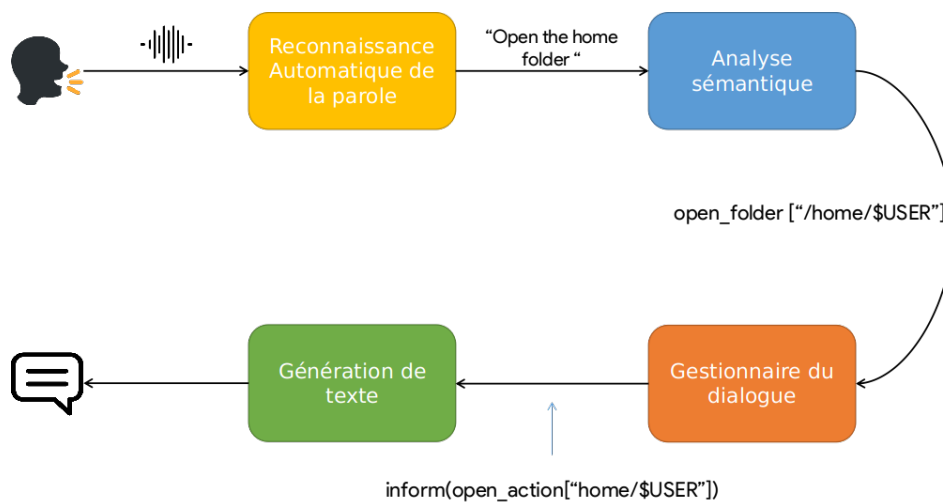 Reconnaissance
Automatique de
la parole
“Open the home
folder “
Analyse
sémantique
open_folder [“/home/$USER”]
Génération de
texte
Gestionnaire du
dialogue
inform(open_action[“home/$USER”])